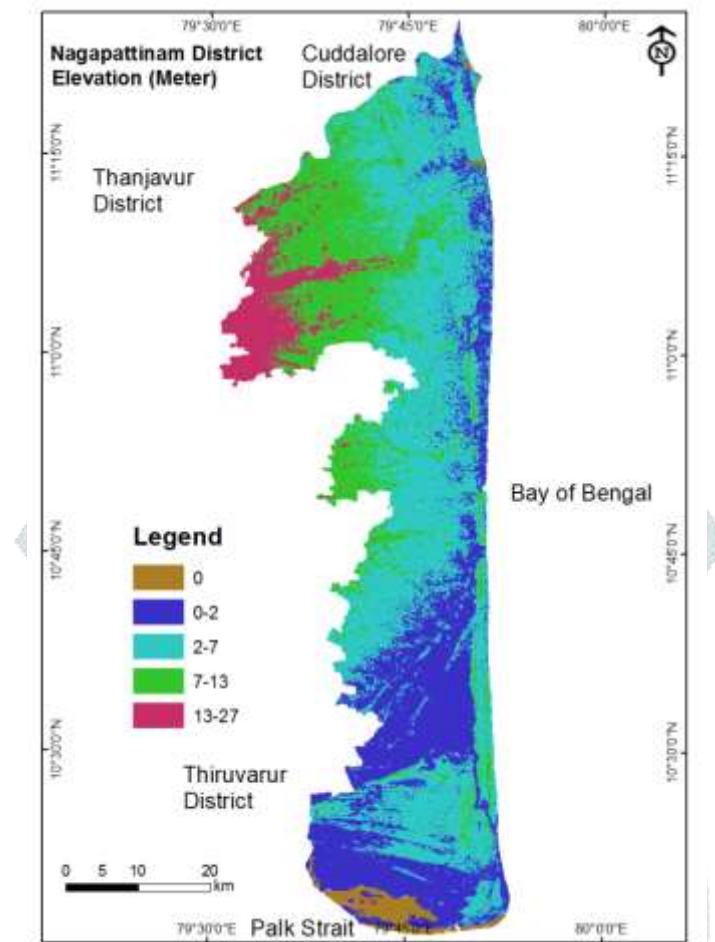 79°30'0"E 79°45'0"E 80°0'0"E
Nagapattinam District
Elevation (Meter)
Cuddalore
District
N
11°15'0"N
11°15'0"N
Thanjavur
District
11°0'0"N
11°0'0"N
Bay of Bengal
Legend
0
0-2
2-7
7-13
13-27
10°45'0"N
10°45'0"N
10°30'0"N
10°30'0"N
Thiruvarur
District
0 5 10 20
km
79°30'0"E 79°45'0"E 80°0'0"E
Palk Strait